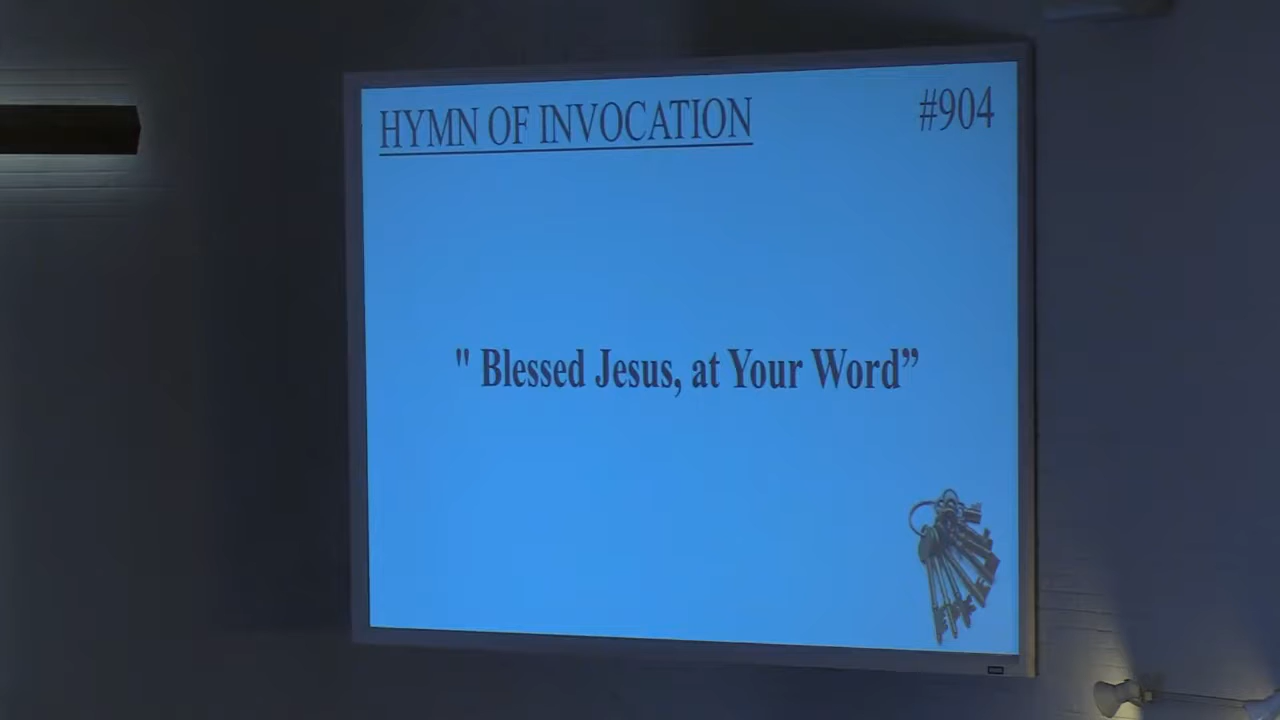 HYMN OF INVOCATION #904
" Blessed Jesus, at Your Word”